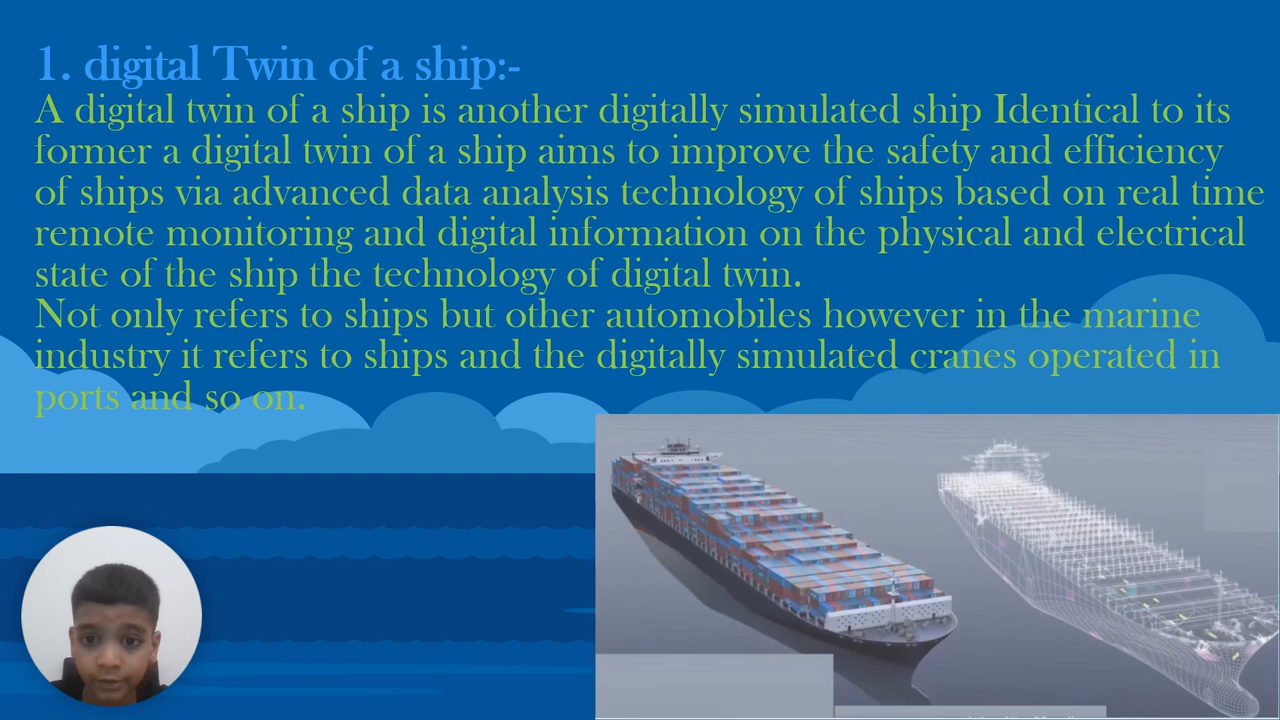 1. digital Twin of a ship:-
A digital twin of a ship is another digitally simulated ship Identical to its
former a digital twin of a ship aims to improve the safety and efficiency
of ships via advanced data analysis technology of ships based on real time
remote monitoring and digital information on the physical and electrical
state of the ship the technology of digital twin.
Not only refers to ships but other automobiles however in the marine
industry it refers to ships and the digitally simulated cranes operated in
ports and so on.